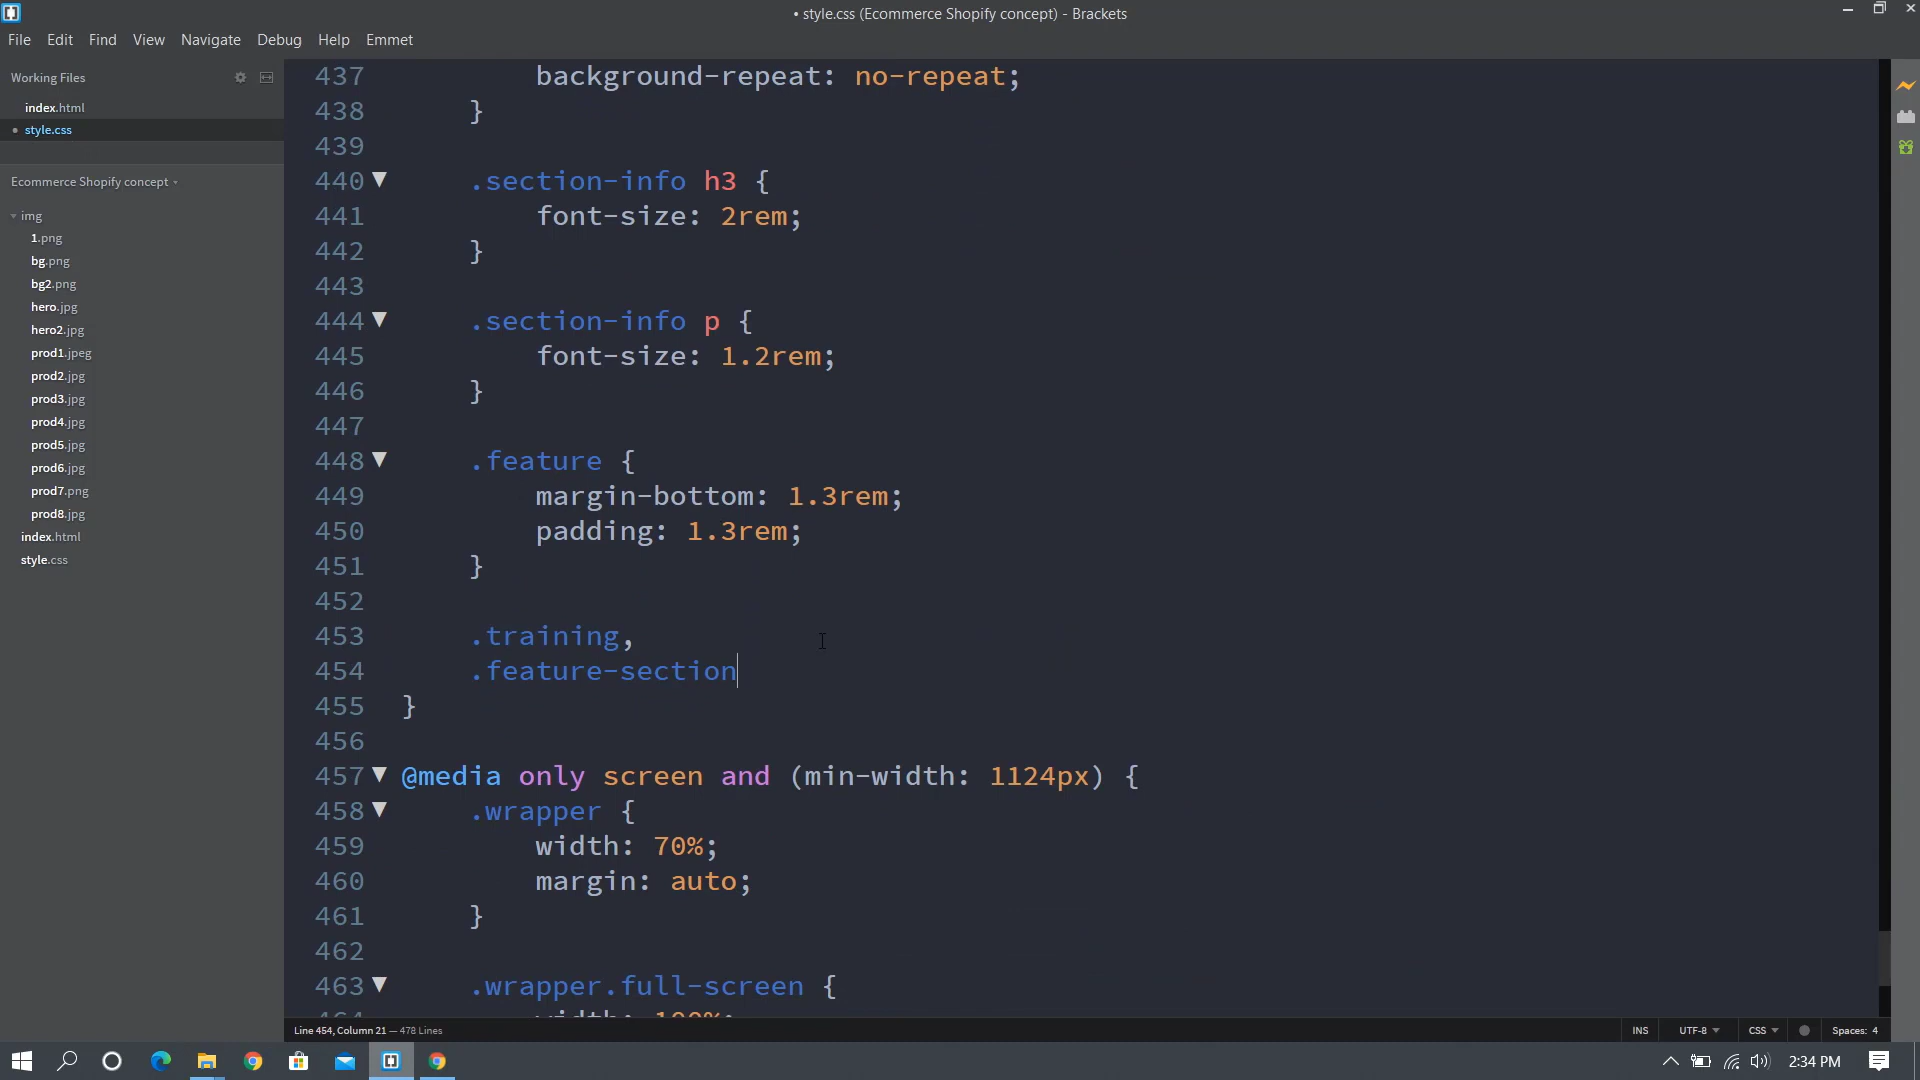 • style.css (Ecommerce Shopify concept) - Brackets
File Edit Find View Navigate Debug Help Emmet
Working Files
index.html
• style.css
Ecommerce Shopify concept
img
1.png
bg.png
bg2.png
hero.jpg
hero2.jpg
prod1.jpeg
prod2.jpg
prod3.jpg
prod4.jpg
prod5.jpg
prod6.jpg
prod7.png
prod8.jpg
index.html
style.css
437 background-repeat: no-repeat;
438 }
439
440 .section-info h3 {
441 font-size: 2rem;
442 }
443
444 .section-info p {
445 font-size: 1.2rem;
446 }
447
448 .feature {
449 margin-bottom: 1.3rem;
450 padding: 1.3rem;
451 }
452
453 .training,
454 .feature-section
455 }
456
457 @media only screen and (min-width: 1124px) {
458 .wrapper {
459 width: 70%;
460 margin: auto;
461 }
462
463 .wrapper.full-screen {
464 width: 100%;
Line 454, Column 21 — 478 Lines
INS UTF-8 CSS Spaces: 4
2:34 PM